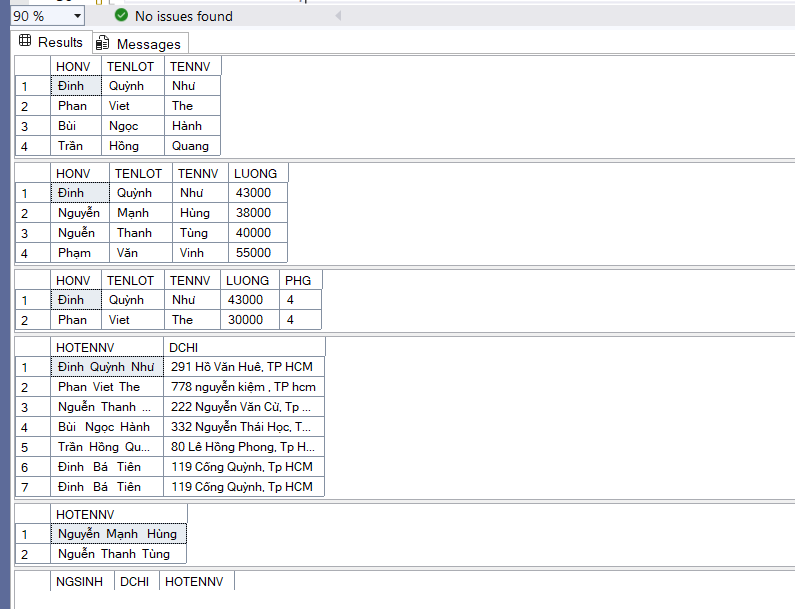 90 % No issues found
Results Messages
HONV TENLOT TENNV
1 Đinh Quỳnh Như
2 Phan Viet The
3 Bùi Ngọc Hành
4 Trần Hồng Quang
HONV TENLOT TENNV LUONG
1 Đinh Quỳnh Như 43000
2 Nguyễn Mạnh Hùng 38000
3 Nguễn Thanh Tùng 40000
4 Phạm Văn Vinh 55000
HONV TENLOT TENNV LUONG PHG
1 Đinh Quỳnh Như 43000 4
2 Phan Viet The 30000 4
HOTENNV DCHI
1 Đinh Quỳnh Như 291 Hồ Văn Huê, TP HCM
2 Phan Viet The 778 nguyễn kiệm , TP hcm
3 Nguễn Thanh ... 222 Nguyễn Văn Cừ, Tp ...
4 Bùi Ngọc Hành 332 Nguyễn Thái Học, T...
5 Trần Hồng Qu... 80 Lê Hồng Phong, Tp H...
6 Đinh Bá Tiên 119 Cống Quỳnh, Tp HCM
7 Đinh Bá Tiên 119 Cống Quỳnh, Tp HCM
HOTENNV
1 Nguyễn Mạnh Hùng
2 Nguễn Thanh Tùng
NGSINH DCHI HOTENNV